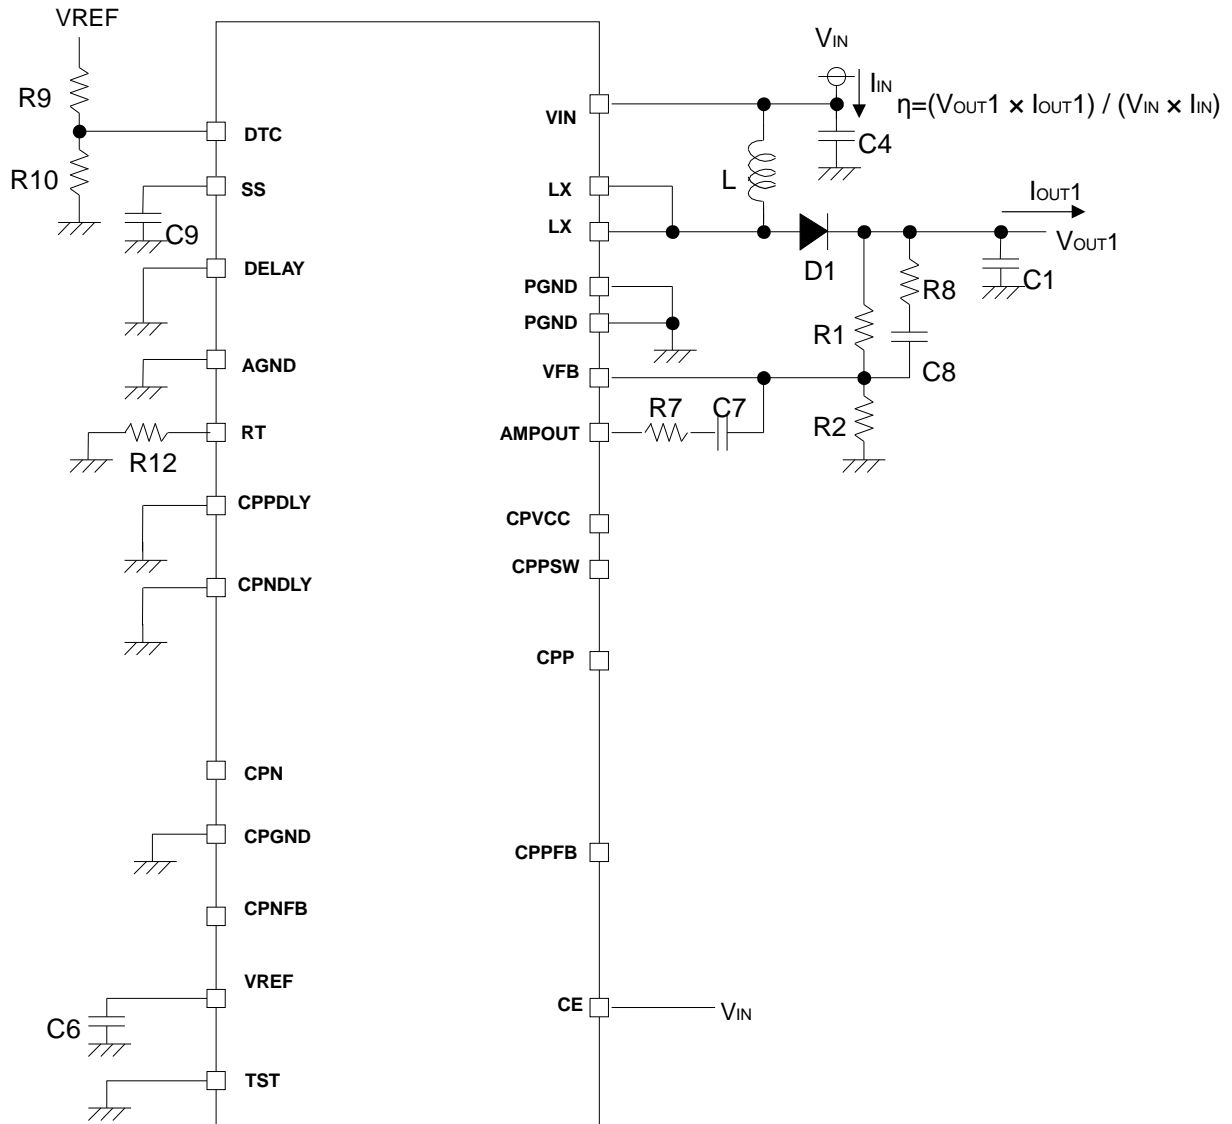 VREF
R9
R10
DTC
SS
C9
DELAY
AGND
RT
R12
CPPDLY
CPNDLY
CPN
CPGND
CPNFB
VREF
C6
TST
VIN
IIN
η=(VOUT1 × IOUT1) / (VIN × IIN)
VIN
C4
L
LX
LX
IOUT1
VOUT1
D1
C1
R8
PGND
PGND
R1
C8
VFB
R7
C7
R2
AMPOUT
CPVCC
CPPSW
CPP
CPPFB
CE
VIN